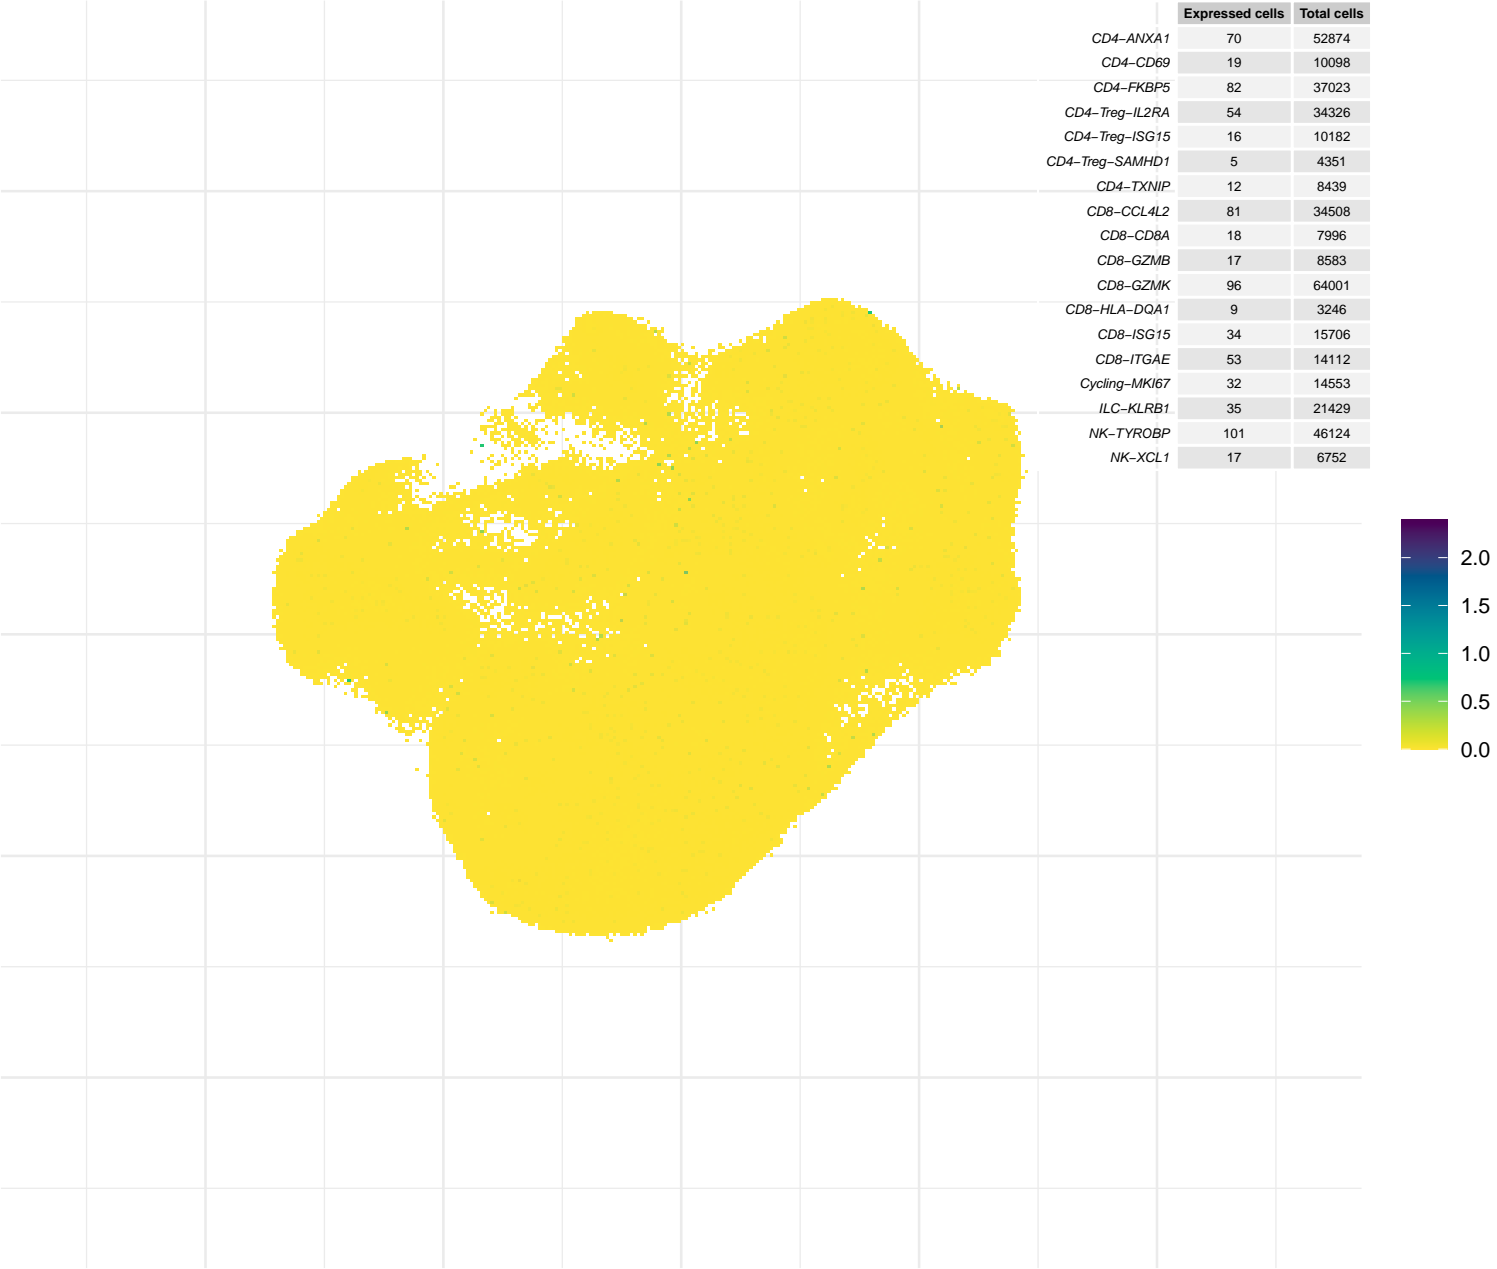 Expressed cells Total cells
CD4−ANXA1 70 52874
CD4−CD69 19 10098
CD4−FKBP5 82 37023
CD4−Treg−IL2RA 54 34326
CD4−Treg−ISG15 16 10182
CD4−Treg−SAMHD1 5 4351
CD4−TXNIP 12 8439
CD8−CCL4L2 81 34508
CD8−CD8A 18 7996
CD8−GZMB 17 8583
CD8−GZMK 96 64001
CD8−HLA−DQA1 9 3246
CD8−ISG15 34 15706
CD8−ITGAE 53 14112
Cycling−MKI67 32 14553
ILC−KLRB1 35 21429
NK−TYROBP 101 46124
NK−XCL1 17 6752
2.0
1.5
1.0
0.5
0.0